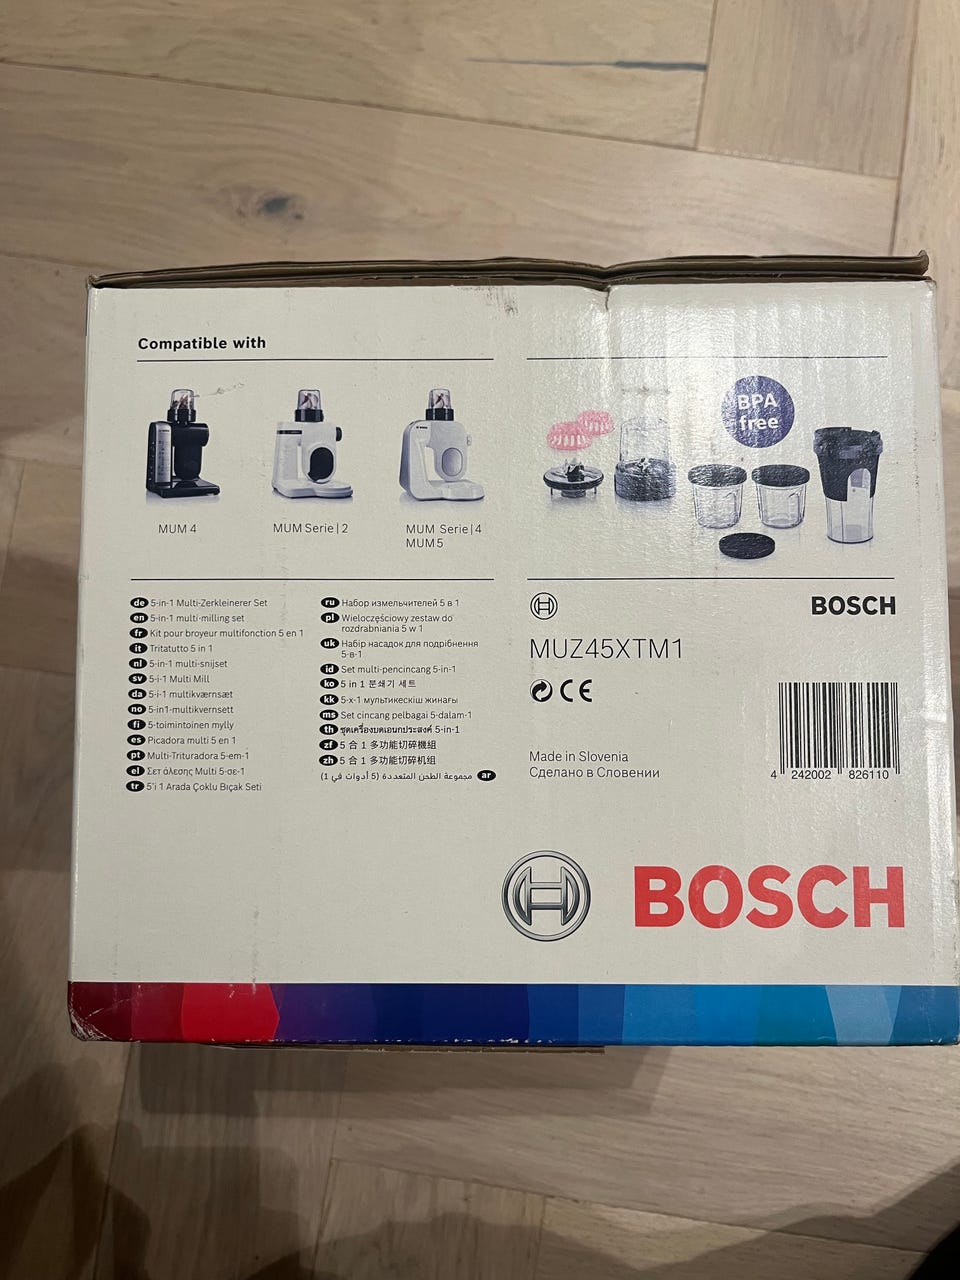 Compatible with
MUM 4
MUM Serie|2
MUM Serie|4
MUM 5
BPA
free
de 5-in-1 Multi-Zerkleinerer Set
en 5-in-1 multi-milling set
fr Kit pour broyeur multifonction 5 en 1
it Tritatutto 5 in 1
nl 5-in-1 multi-snijset
sv 5-i-1 Multi Mill
da 5-i-1 multikværnsæt
no 5-in1-multikvernsett
fi 5-toimintoinen mylly
es Picadora multi 5 en 1
pt Multi-Trituradora 5-em-1
el Σετ άλεσης Multi 5-σε-1
tr 5'i 1 Arada Çoklu Bıçak Seti
ru Набор измельчителей 5 в 1
pl Wieloczęściowy zestaw do
rozdrabniania 5 w 1
uk Набір насадок для подрібнення
5-в-1
id Set multi-pencincang 5-in-1
ko 5 in 1 분쇄기 세트
kk 5-х-1 мультикескіш жинағы
ms Set cincang pelbagai 5-dalam-1
th ชุดเครื่องบดเอนกประสงค์ 5-in-1
zf 5 合 1 多功能切碎機組
zh 5 合 1 多功能切碎机组
ar مجموعة الطحن المتعددة (5 أدوات في 1)
BOSCH
MUZ45XTM1
CE
Made in Slovenia
Сделано в Словении
4 242002 826110
BOSCH